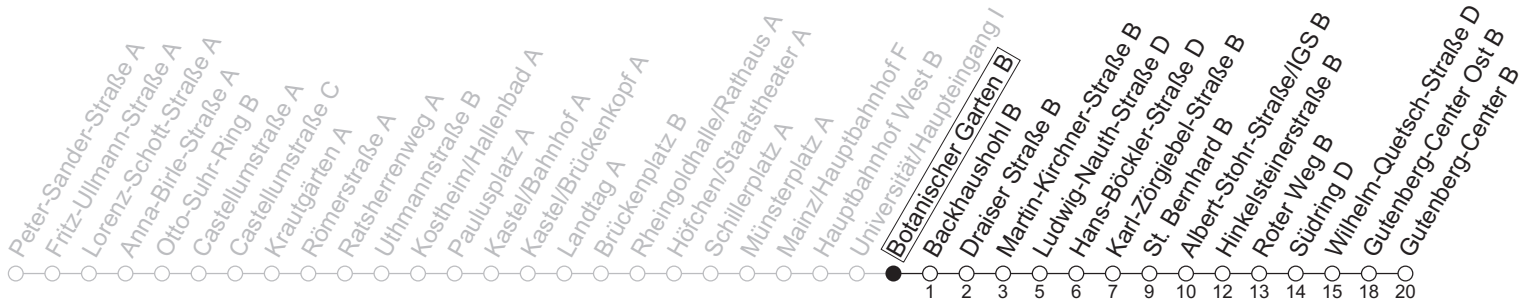 Peter-Sander-Straße A
Fritz-Ullmann-Straße A
Lorenz-Schott-Straße A
Anna-Birle-Straße A
Otto-Suhr-Ring B
Castellumstraße A
Castellumstraße C
Krautgärten A
Römerstraße A
Ratsherrenweg A
Uthmannstraße B
Kostheim/Hallenbad A
Paulusplatz A
Kastel/Bahnhof A
Kastel/Brückenkopf A
Landtag A
Brückenplatz B
Rheingoldhalle/Rathaus A
Höfchen/Staatstheater A
Schillerplatz A
Münsterplatz A
Mainz/Hauptbahnhof F
Hauptbahnhof West B
Universität/Haupteingang I
Botanischer Garten B
Backhaushohl B
Draiser Straße B
Martin-Kirchner-Straße B
Ludwig-Nauth-Straße D
Hans-Böckler-Straße D
Karl-Zörgiebel-Straße B
St. Bernhard B
Albert-Stohr-Straße/IGS B
Hinkelsteinerstraße B
Roter Weg B
Südring D
Wilhelm-Quetsch-Straße D
Gutenberg-Center Ost B
Gutenberg-Center B
1 2 3 5 6 7 9 10 12 13 14 15 18 20